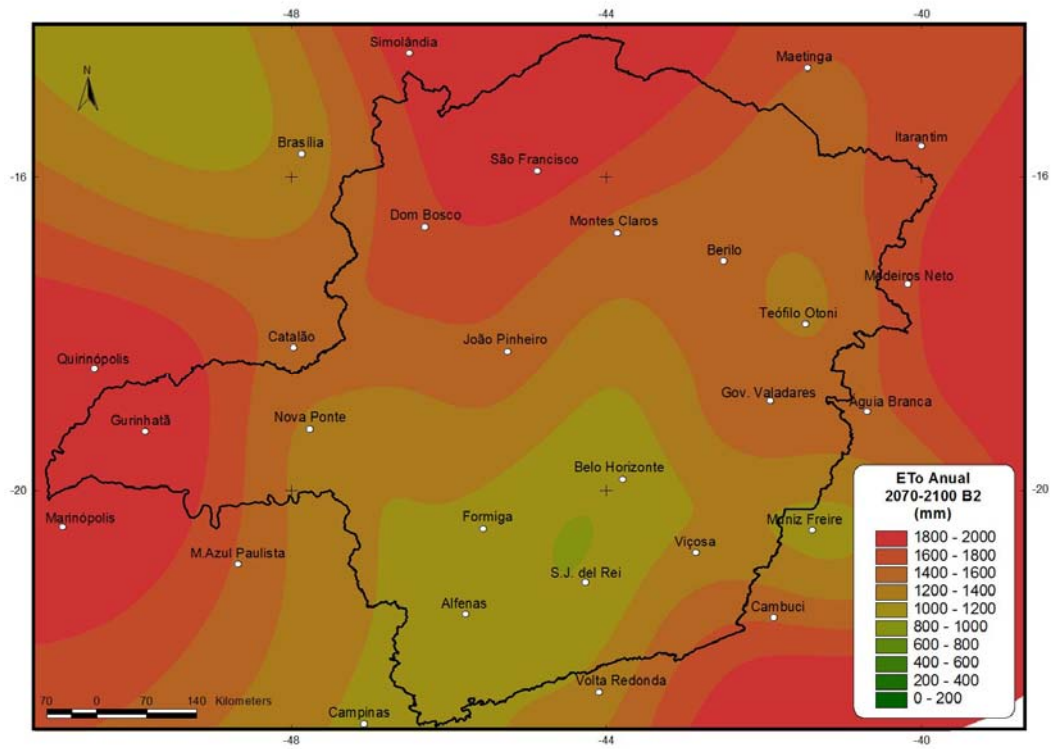 -48 -44 -40
Simolândia
Maetinga
N
Itarantim
Brasília
São Francisco
-16 -16
Dom Bosco
Montes Claros
Berilo
Medeiros Neto
Teófilo Otoni
Catalão
João Pinheiro
Quirinópolis
Gov. Valadares
Aguia Branca
Gurinhatã
Nova Ponte
Belo Horizonte
-20 -20
ETo Anual
2070-2100 B2
(mm)
1800 - 2000
1600 - 1800
1400 - 1600
1200 - 1400
1000 - 1200
800 - 1000
600 - 800
400 - 600
200 - 400
0 - 200
Marinópolis
Formiga
Muniz Freire
M.Azul Paulista
Viçosa
S.J. del Rei
Alfenas
Cambuci
Volta Redonda
70 0 70 140 Kilometers
Campinas
-48 -44 -40